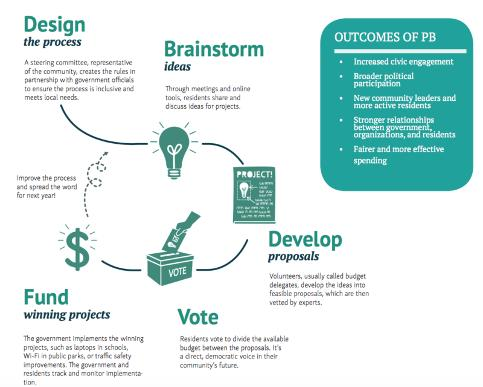 Design
the process
A steering committee, representative
of the community, creates the rules in
partnership with government officials
to ensure the process is inclusive and
meets local needs.
Brainstorm
ideas
Through meetings and online
tools, residents share and
discuss ideas for projects.
PROJECT!
Develop
proposals
Volunteers, usually called budget
delegates, develop the ideas into
feasible proposals, which are then
vetted by experts.
VOTE
Vote
Residents vote to divide the available
budget between the proposals. It's
a direct, democratic voice in their
community's future.
$
Fund
winning projects
The government implements the winning
projects, such as laptops in schools,
Wi-Fi in public parks, or traffic safety
improvements. The government and
residents track and monitor implementa-
tion.
Improve the process
and spread the word
for next year!
OUTCOMES OF PB
• Increased civic engagement
• Broader political
participation
• New community leaders and
more active residents
• Stronger relationships
between government,
organizations, and residents
• Fairer and more effective
spending